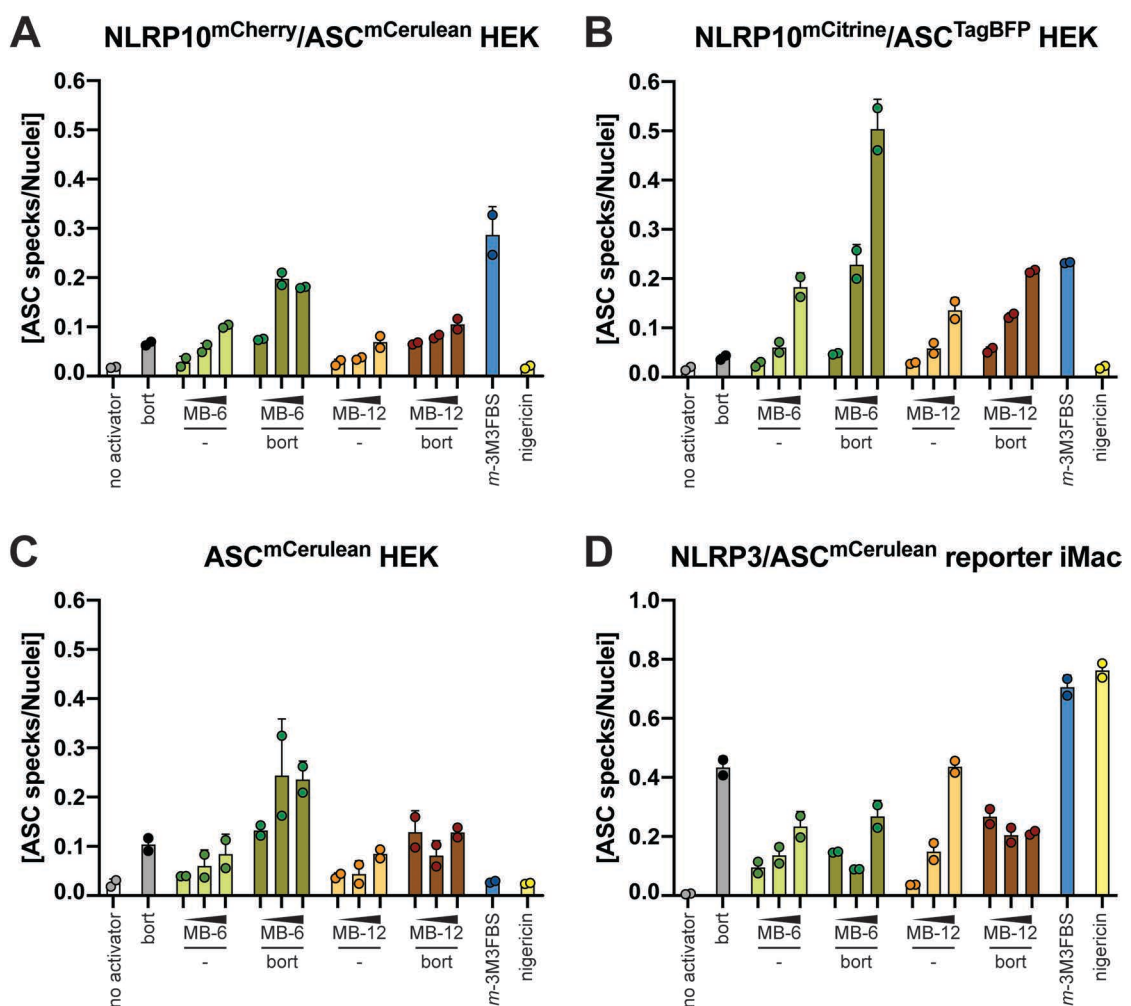 A NLRP10mCherry/ASCmCerulean HEK
[ASC specks/Nuclei]
0.6
0.5
0.4
0.3
0.2
0.1
0.0
no activator
bort
MB-6
-
MB-6
bort
MB-12
-
MB-12
bort
m-3M3FBS
nigericin
B NLRP10mCitrine/ASCTagBFP HEK
[ASC specks/Nuclei]
0.6
0.5
0.4
0.3
0.2
0.1
0.0
no activator
bort
MB-6
-
MB-6
bort
MB-12
-
MB-12
bort
m-3M3FBS
nigericin
C ASCmCerulean HEK
[ASC specks/Nuclei]
0.6
0.5
0.4
0.3
0.2
0.1
0.0
no activator
bort
MB-6
-
MB-6
bort
MB-12
-
MB-12
bort
m-3M3FBS
nigericin
D NLRP3/ASCmCerulean reporter iMac
[ASC specks/Nuclei]
1.0
0.8
0.6
0.4
0.2
0.0
no activator
bort
MB-6
-
MB-6
bort
MB-12
-
MB-12
bort
m-3M3FBS
nigericin